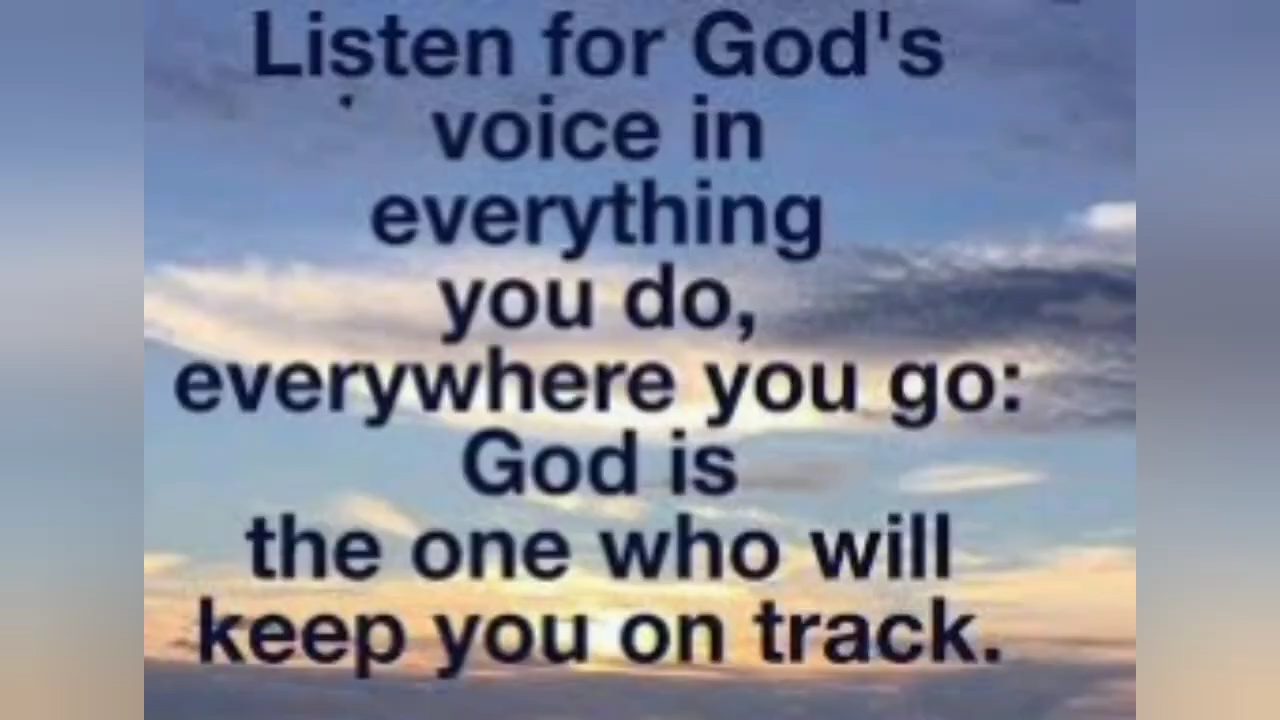 Listen for God's
voice in
everything
you do,
everywhere you go:
God is
the one who will
keep you on track.